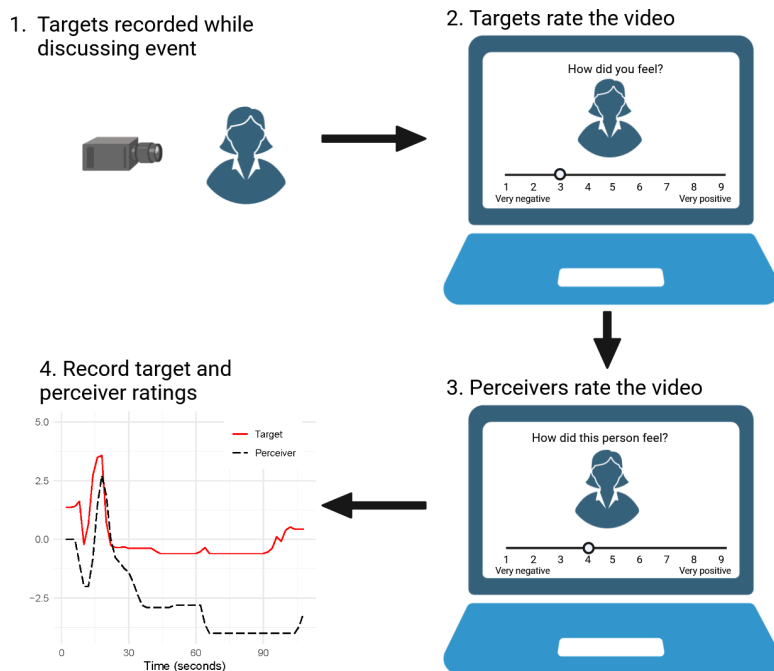 1. Targets recorded while
discussing event
2. Targets rate the video
How did you feel?
1 2 3 4 5 6 7 8 9
Very negative Very positive
3. Perceivers rate the video
How did this person feel?
1 2 3 4 5 6 7 8 9
Very negative Very positive
4. Record target and
perceiver ratings
5.0
2.5
0.0
−2.5
Target
Perceiver
0 30 60 90
Time (seconds)